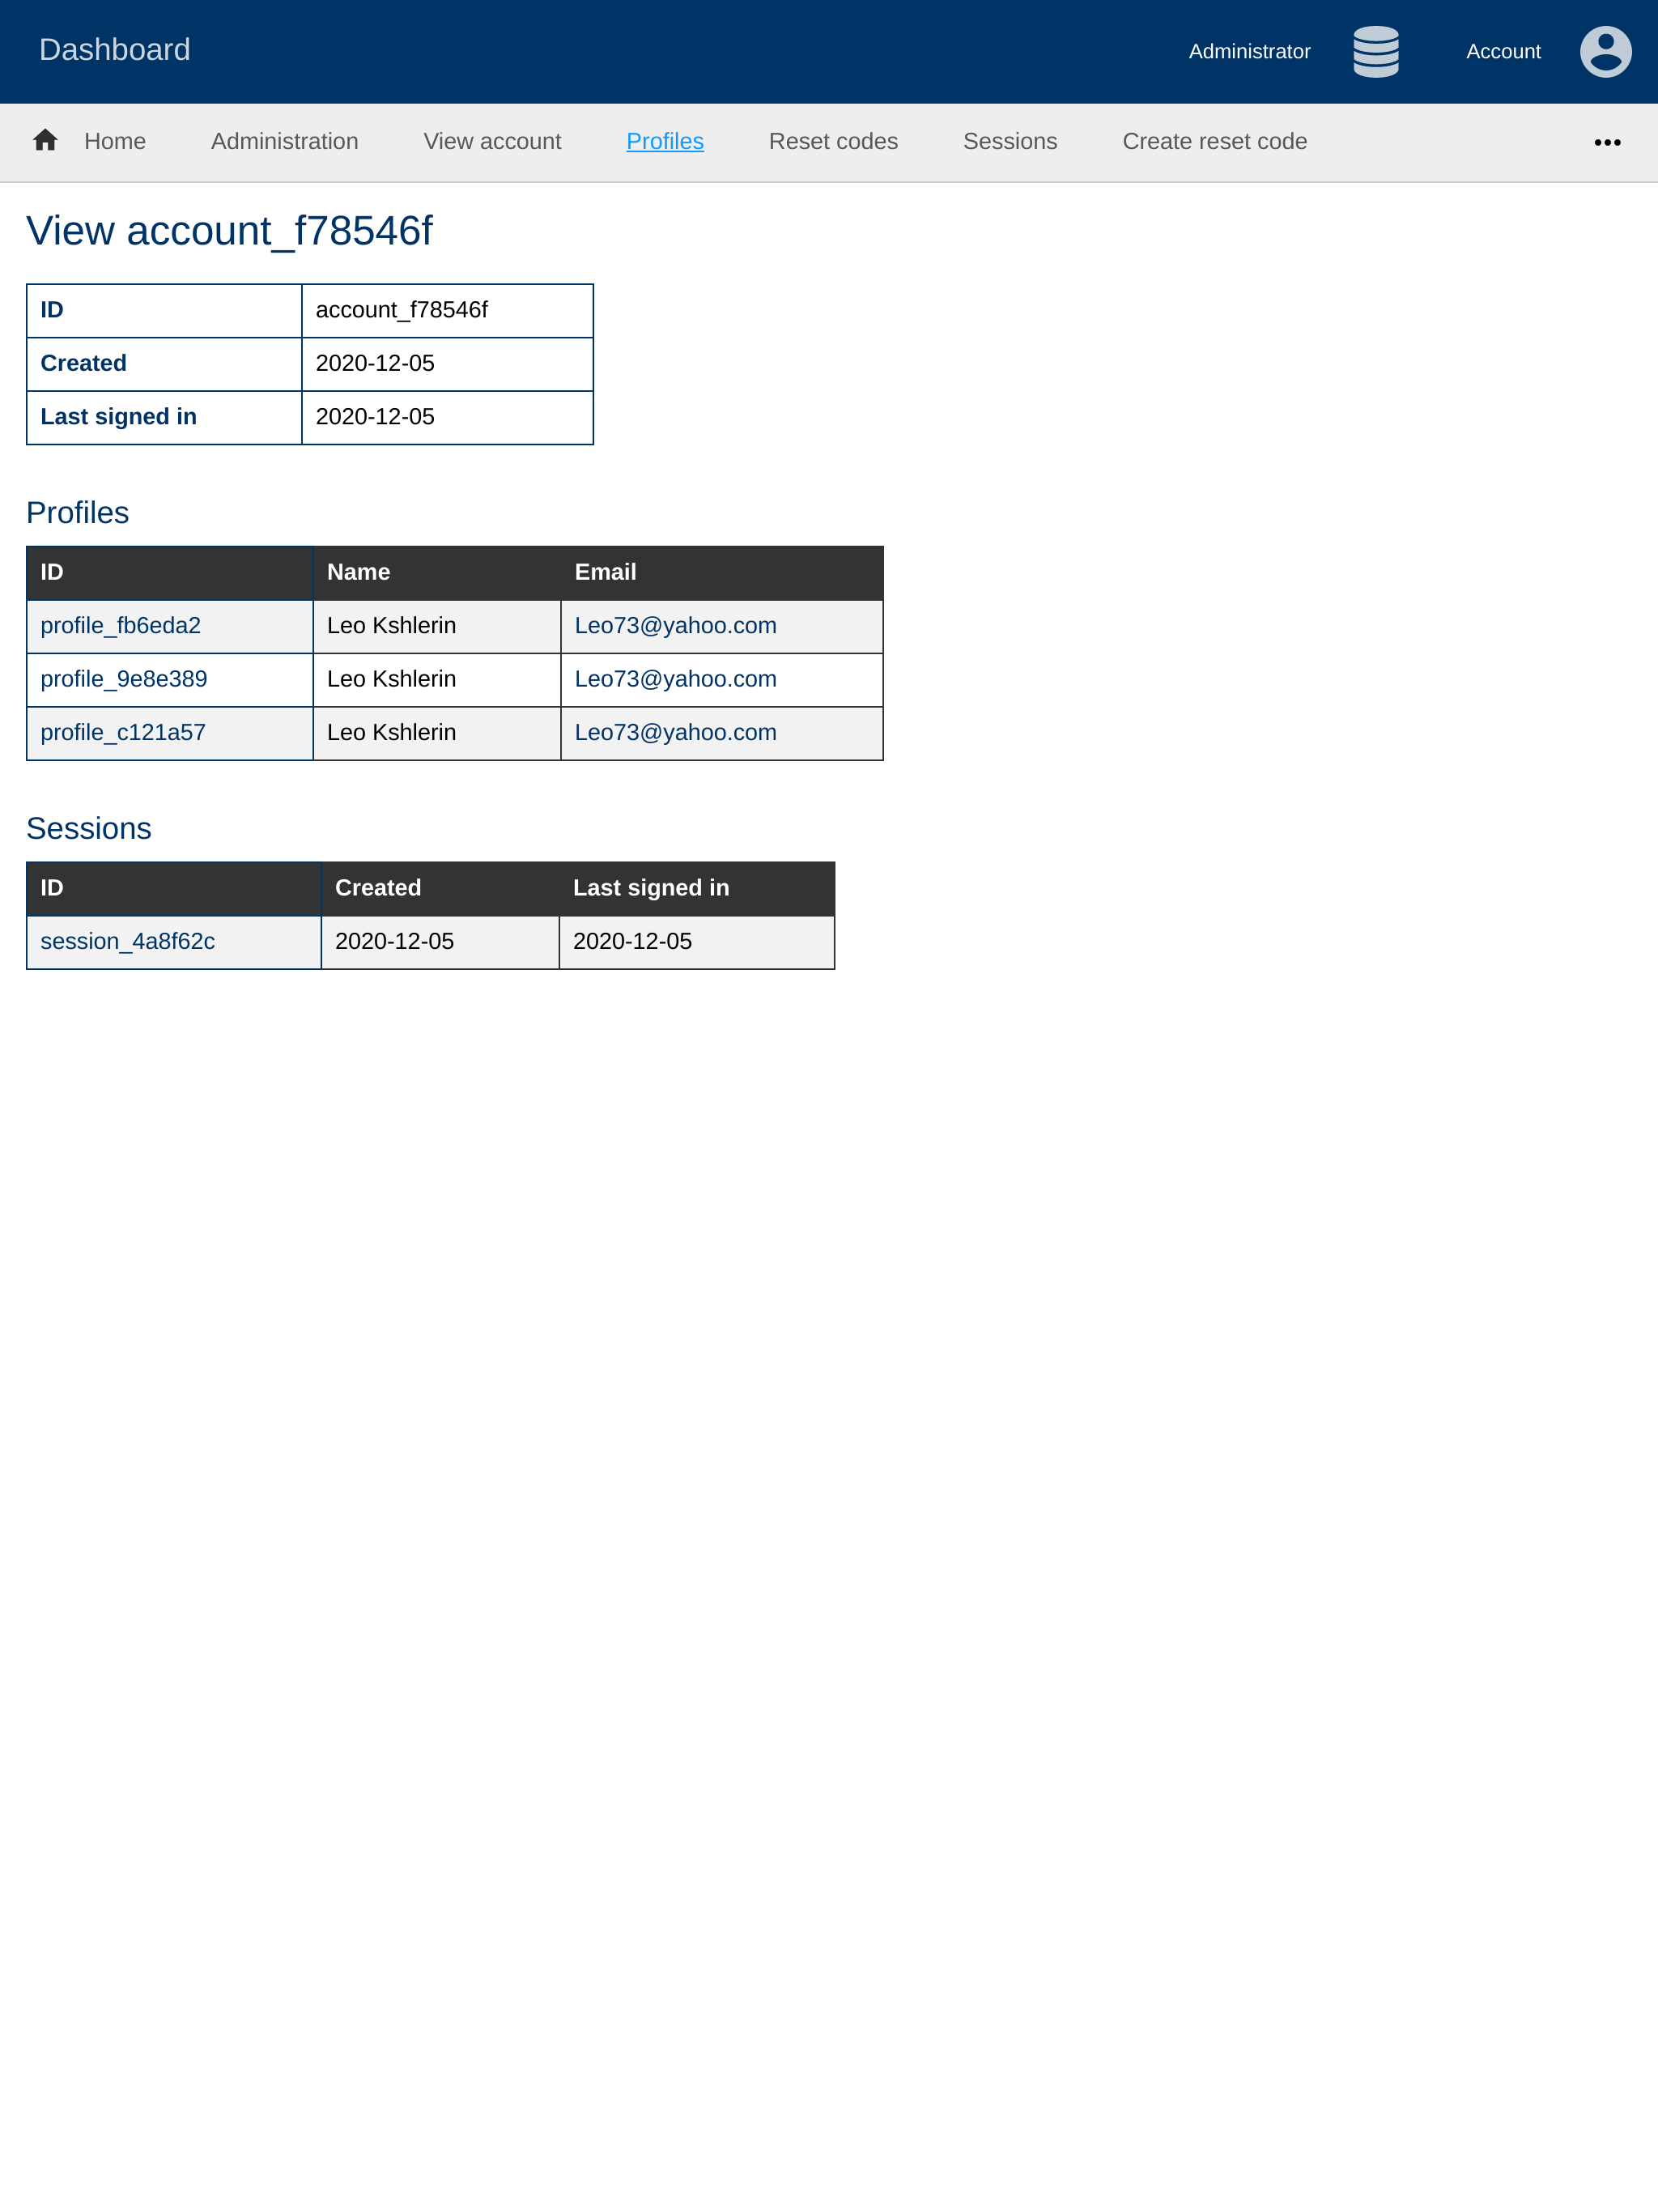 Dashboard Administrator Account
Home Administration View account Profiles Reset codes Sessions Create reset code
View account_f78546f
ID account_f78546f
Created 2020-12-05
Last signed in 2020-12-05
Profiles
ID Name Email
profile_fb6eda2 Leo Kshlerin Leo73@yahoo.com
profile_9e8e389 Leo Kshlerin Leo73@yahoo.com
profile_c121a57 Leo Kshlerin Leo73@yahoo.com
Sessions
ID Created Last signed in
session_4a8f62c 2020-12-05 2020-12-05